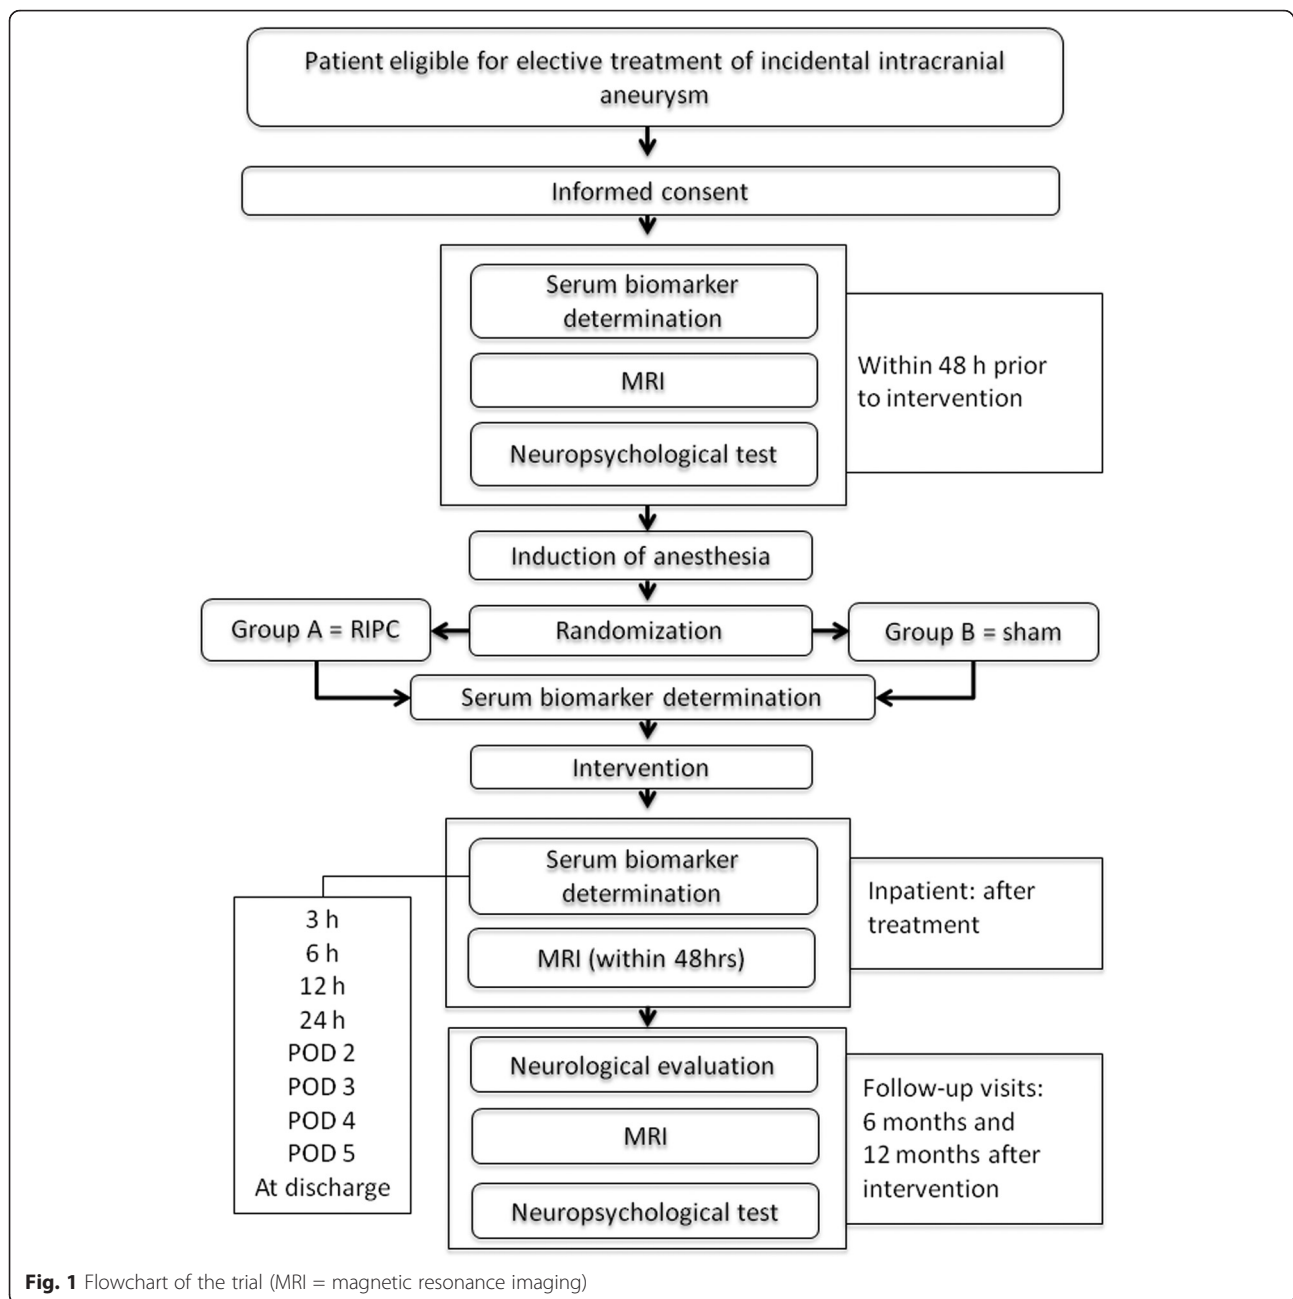 Patient eligible for elective treatment of incidental intracranial
aneurysm
Informed consent
Serum biomarker
determination
MRI
Neuropsychological test
Within 48 h prior
to intervention
Induction of anesthesia
Group A = RIPC
Randomization
Group B = sham
Serum biomarker determination
Intervention
Serum biomarker
determination
MRI (within 48hrs)
Inpatient: after
treatment
3 h
6 h
12 h
24 h
POD 2
POD 3
POD 4
POD 5
At discharge
Neurological evaluation
MRI
Neuropsychological test
Follow-up visits:
6 months and
12 months after
intervention
Fig. 1 Flowchart of the trial (MRI = magnetic resonance imaging)